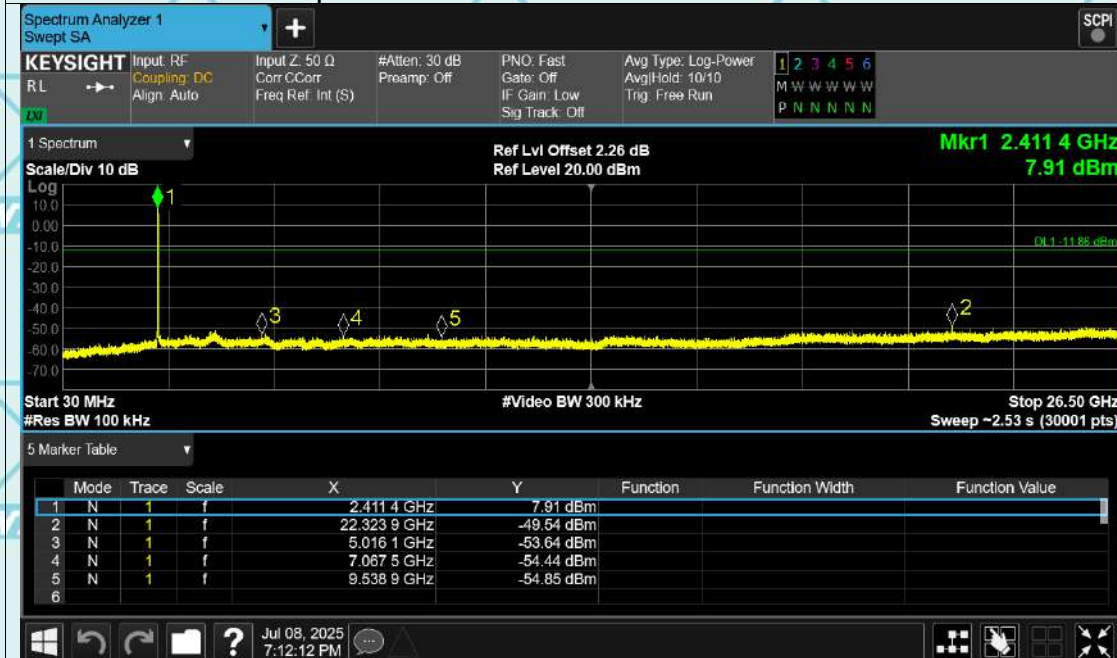 Spectrum Analyzer 1
Swept SA
SCPI
KEYSIGHT Input: RF Input Z: 50 Ω #Atten: 30 dB PNO: Fast Avg Type: Log-Power 1 2 3 4 5 6
RL Coupling: DC Corr CCorr Preamp: Off Gate: Off Avg|Hold: 10/10 M W W W W W
Align: Auto Freq Ref: Int (S) IF Gain: Low Trig: Free Run P N N N N N
LXI Sig Track: Off
1 Spectrum Ref Lvl Offset 2.26 dB Mkr1 2.411 4 GHz
Scale/Div 10 dB Ref Level 20.00 dBm 7.91 dBm
Log
1
10.0
0.00
-10.0 DL1 -11.86 dBm
-20.0
-30.0
-40.0
3 4 5 2
-50.0
-60.0
-70.0
Start 30 MHz #Video BW 300 kHz Stop 26.50 GHz
#Res BW 100 kHz Sweep ~2.53 s (30001 pts)
5 Marker Table
Mode Trace Scale X Y Function Function Width Function Value
1 N 1 f 2.411 4 GHz 7.91 dBm
2 N 1 f 22.323 9 GHz -49.54 dBm
3 N 1 f 5.016 1 GHz -53.64 dBm
4 N 1 f 7.067 5 GHz -54.44 dBm
5 N 1 f 9.538 9 GHz -54.85 dBm
6
? Jul 08, 2025
7:12:12 PM